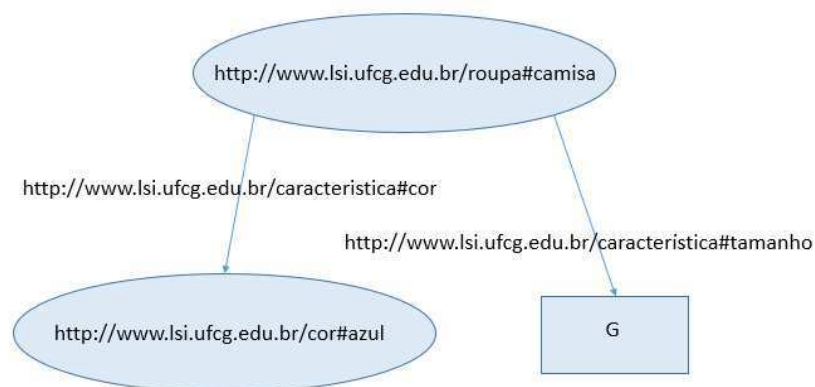 http://www.lsi.ufcg.edu.br/roupa#camisa
http://www.lsi.ufcg.edu.br/caracteristica#cor
http://www.lsi.ufcg.edu.br/característica#tamanho
http://www.lsi.ufcg.edu.br/cor#azul
G